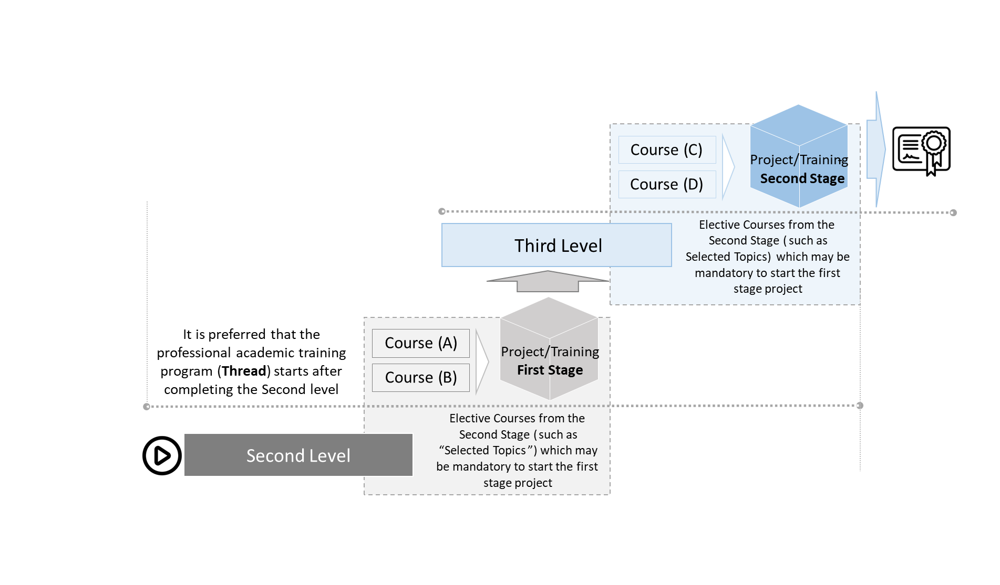 Course (C)
Course (D)
Project/Training
Second Stage
Third Level
Elective Courses from the
Second Stage (such as
Selected Topics) which may be
mandatory to start the first
stage project
It is preferred that the
professional academic training
program (Thread) starts after
completing the Second level
Course (A)
Course (B)
Project/Training
First Stage
Second Level
Elective Courses from the
Second Stage (such as
“Selected Topics”) which may
be mandatory to start the first
stage project